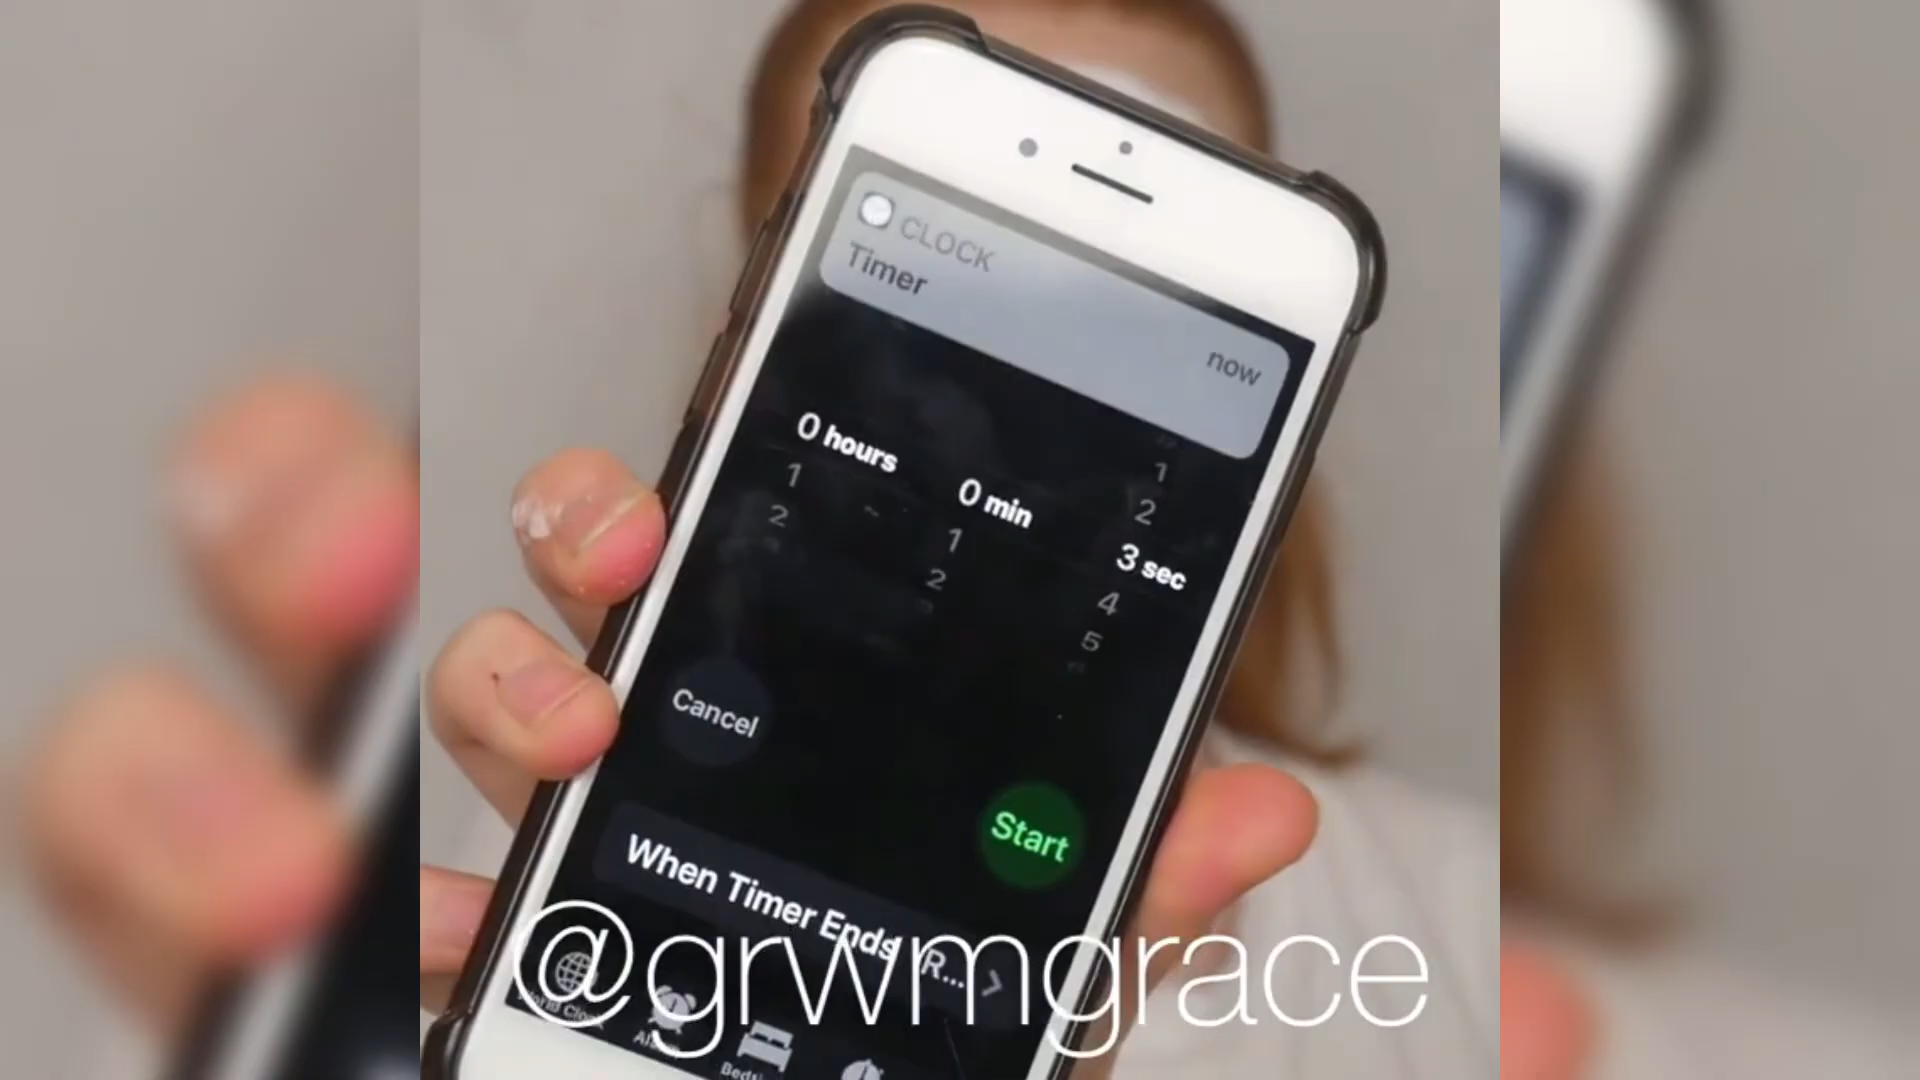 CLOCK
now
Timer
0 hours 0 min 3 sec
1 1 1
2 2 2
4
5
Cancel Start
When Timer Ends R... >
@grwmgrace